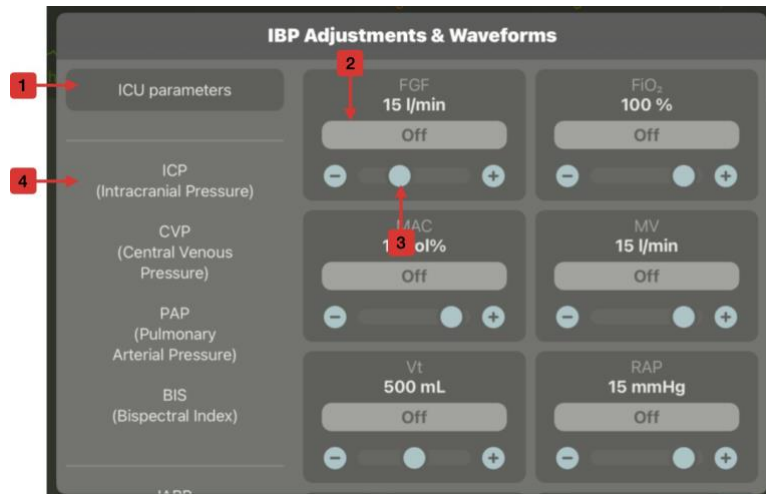 IBP Adjustments & Waveforms
1
ICU parameters
4
ICP
(Intracranial Pressure)
CVP
(Central Venous
Pressure)
PAP
(Pulmonary
Arterial Pressure)
BIS
(Bispectral Index)
2
FGF
15 l/min
Off
3
FiO₂
100 %
Off
MAC
Off
MV
15 l/min
Off
Vt
500 mL
Off
RAP
15 mmHg
Off